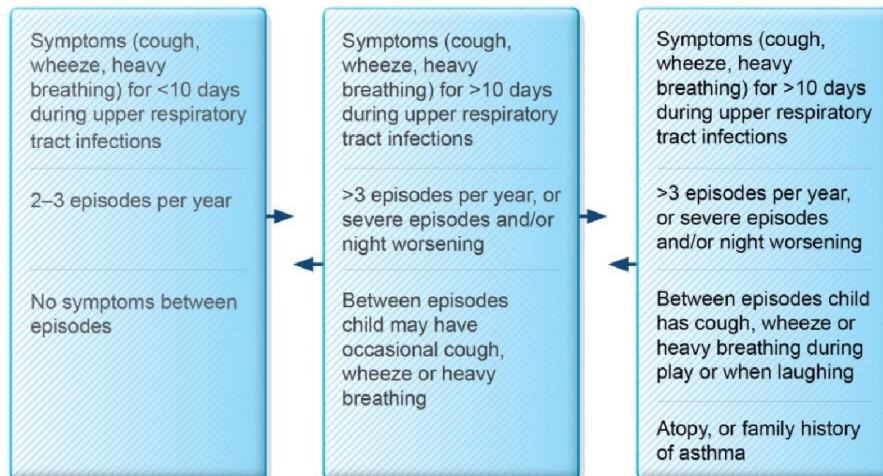 Symptoms (cough,
wheeze, heavy
breathing) for <10 days
during upper respiratory
tract infections
2–3 episodes per year
No symptoms between
episodes
Symptoms (cough,
wheeze, heavy
breathing) for >10 days
during upper respiratory
tract infections
>3 episodes per year, or
severe episodes and/or
night worsening
Between episodes
child may have
occasional cough,
wheeze or heavy
breathing
Symptoms (cough,
wheeze, heavy
breathing) for >10 days
during upper respiratory
tract infections
>3 episodes per year,
or severe episodes
and/or night worsening
Between episodes child
has cough, wheeze or
heavy breathing during
play or when laughing
Atopy, or family history
of asthma